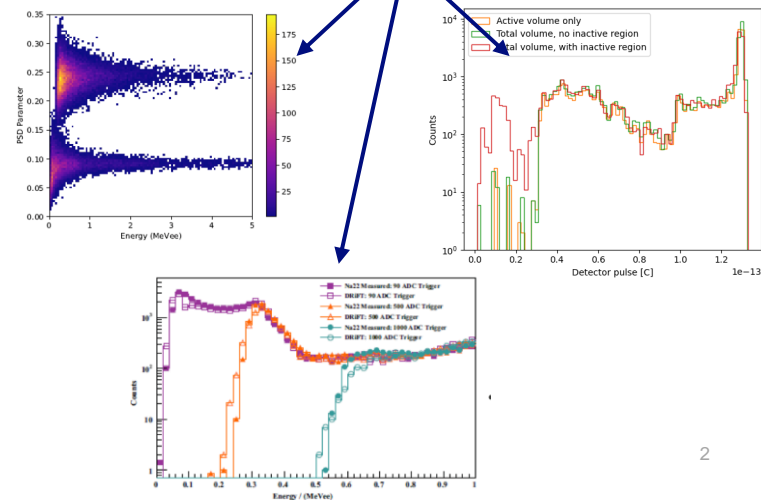 0.35
0.30
0.25
0.20
0.15
0.10
0.05
0.00
PSD Parameter
0 1 2 3 4 5
Energy (MeVee)
175
150
125
100
75
50
25
10⁴
10³
10²
10¹
10⁰
Counts
Active volume only
Total volume, no inactive region
tal volume, with inactive region
0.0 0.2 0.4 0.6 0.8 1.0 1.2
1e−13
Detector pulse [C]
Na22 Measured: 90 ADC Trigger
DRiFT: 90 ADC Trigger
Na22 Measured: 500 ADC Trigger
DRiFT: 500 ADC Trigger
Na22 Measured: 1000 ADC Trigger
DRiFT: 1000 ADC Trigger
10³
10²
10
1
Counts
0 0.1 0.2 0.3 0.4 0.5 0.6 0.7 0.8 0.9 1
Energy / (MeVee)
2